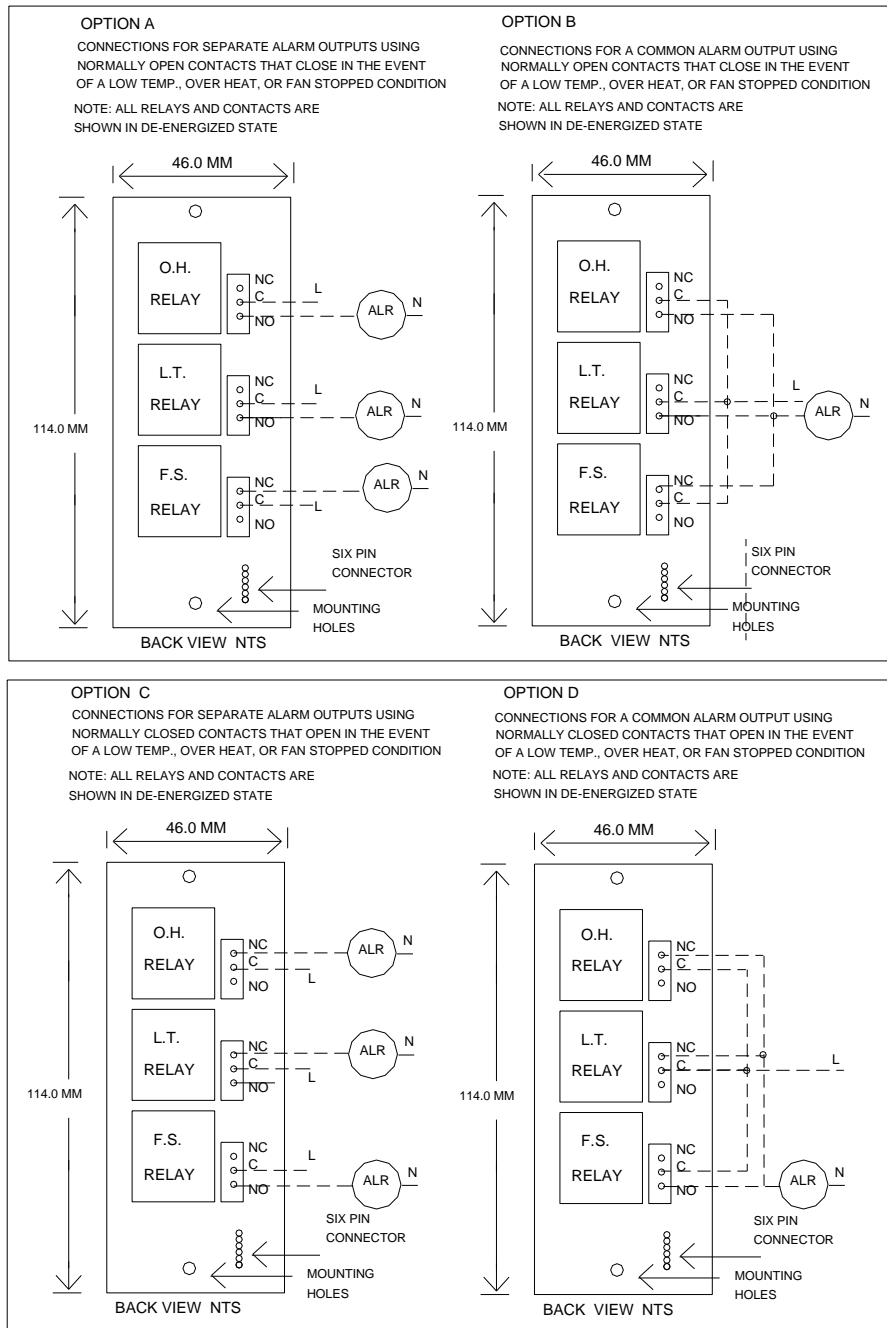 OPTION A
CONNECTIONS FOR SEPARATE ALARM OUTPUTS USING
NORMALLY OPEN CONTACTS THAT CLOSE IN THE EVENT
OF A LOW TEMP., OVER HEAT, OR FAN STOPPED CONDITION
NOTE: ALL RELAYS AND CONTACTS ARE
SHOWN IN DE-ENERGIZED STATE
46.0 MM
114.0 MM
O.H.
RELAY
NC
C
NO
L
ALR
N
L.T.
RELAY
NC
C
NO
L
ALR
N
F.S.
RELAY
NC
C
NO
L
ALR
N
SIX PIN
CONNECTOR
MOUNTING
HOLES
BACK VIEW NTS
OPTION B
CONNECTIONS FOR A COMMON ALARM OUTPUT USING
NORMALLY OPEN CONTACTS THAT CLOSE IN THE EVENT
OF A LOW TEMP., OVER HEAT, OR FAN STOPPED CONDITION
NOTE: ALL RELAYS AND CONTACTS ARE
SHOWN IN DE-ENERGIZED STATE
46.0 MM
114.0 MM
O.H.
RELAY
NC
C
NO
L.T.
RELAY
NC
C
NO
L
ALR
N
F.S.
RELAY
NC
C
NO
SIX PIN
CONNECTOR
MOUNTING
HOLES
BACK VIEW NTS
OPTION C
CONNECTIONS FOR SEPARATE ALARM OUTPUTS USING
NORMALLY CLOSED CONTACTS THAT OPEN IN THE EVENT
OF A LOW TEMP., OVER HEAT, OR FAN STOPPED CONDITION
NOTE: ALL RELAYS AND CONTACTS ARE
SHOWN IN DE-ENERGIZED STATE
46.0 MM
114.0 MM
O.H.
RELAY
NC
C
NO
L
ALR
N
L.T.
RELAY
NC
C
NO
L
ALR
N
F.S.
RELAY
NC
C
NO
L
ALR
N
SIX PIN
CONNECTOR
MOUNTING
HOLES
BACK VIEW NTS
OPTION D
CONNECTIONS FOR A COMMON ALARM OUTPUT USING
NORMALLY CLOSED CONTACTS THAT OPEN IN THE EVENT
OF A LOW TEMP., OVER HEAT, OR FAN STOPPED CONDITION
NOTE: ALL RELAYS AND CONTACTS ARE
SHOWN IN DE-ENERGIZED STATE
46.0 MM
114.0 MM
O.H.
RELAY
NC
C
NO
L.T.
RELAY
NC
C
NO
L
F.S.
RELAY
NC
C
NO
ALR
N
SIX PIN
CONNECTOR
MOUNTING
HOLES
BACK VIEW NTS